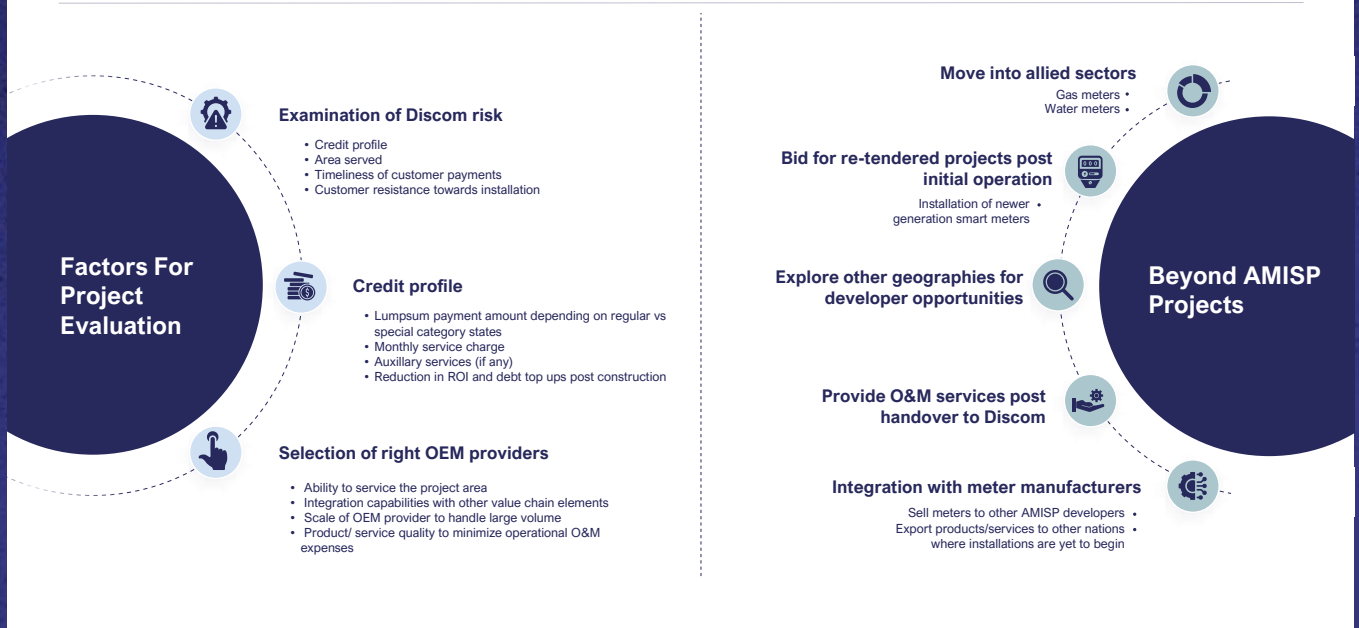 Factors For
Project
Evaluation
Examination of Discom risk
• Credit profile
• Area served
• Timeliness of customer payments
• Customer resistance towards installation
Credit profile
• Lumpsum payment amount depending on regular vs
special category states
• Monthly service charge
• Auxillary services (if any)
• Reduction in ROI and debt top ups post construction
Selection of right OEM providers
• Ability to service the project area
• Integration capabilities with other value chain elements
• Scale of OEM provider to handle large volume
• Product/ service quality to minimize operational O&M
expenses
Beyond AMISP
Projects
Move into allied sectors
Gas meters •
Water meters •
Bid for re-tendered projects post
initial operation
Installation of newer •
generation smart meters
Explore other geographies for
developer opportunities
Provide O&M services post
handover to Discom
Integration with meter manufacturers
Sell meters to other AMISP developers •
Export products/services to other nations •
where installations are yet to begin